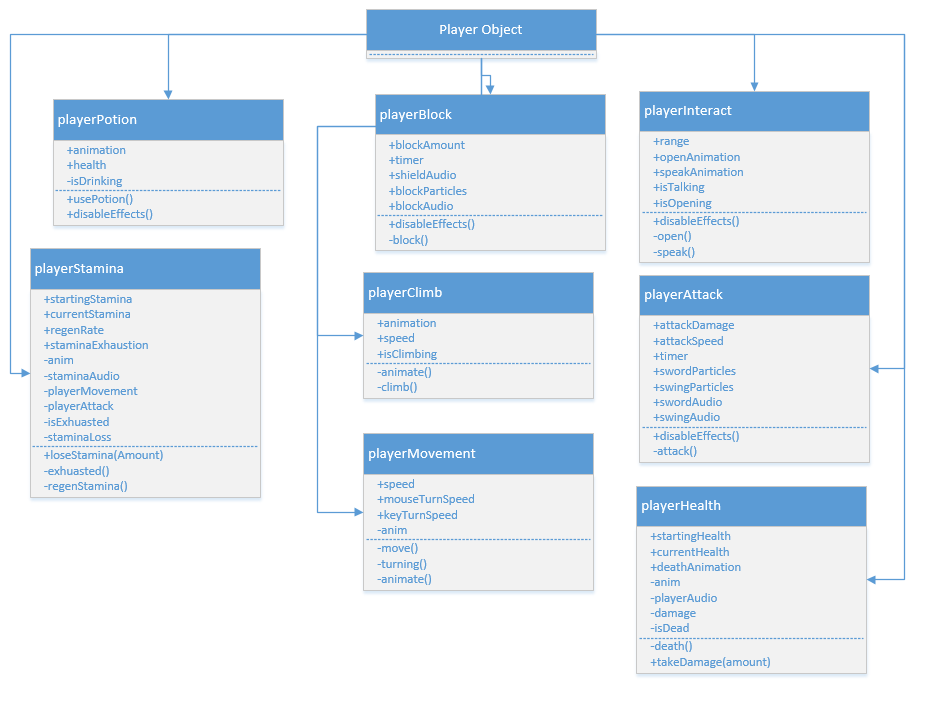 Player Object
playerPotion
+animation
+health
-isDrinking
+usePotion()
+disableEffects()
playerStamina
+startingStamina
+currentStamina
+regenRate
+staminaExhaustion
-anim
-staminaAudio
-playerMovement
-playerAttack
-isExhuasted
-staminaLoss
+loseStamina(Amount)
-exhuasted()
-regenStamina()
playerBlock
+blockAmount
+timer
+shieldAudio
+blockParticles
+blockAudio
+disableEffects()
-block()
playerClimb
+animation
+speed
+isClimbing
-animate()
-climb()
playerMovement
+speed
+mouseTurnSpeed
+keyTurnSpeed
-anim
-move()
-turning()
-animate()
playerInteract
+range
+openAnimation
+speakAnimation
+isTalking
+isOpening
+disableEffects()
-open()
-speak()
playerAttack
+attackDamage
+attackSpeed
+timer
+swordParticles
+swingParticles
+swordAudio
+swingAudio
+disableEffects()
-attack()
playerHealth
+startingHealth
+currentHealth
+deathAnimation
-anim
-playerAudio
-damage
-isDead
-death()
+takeDamage(amount)